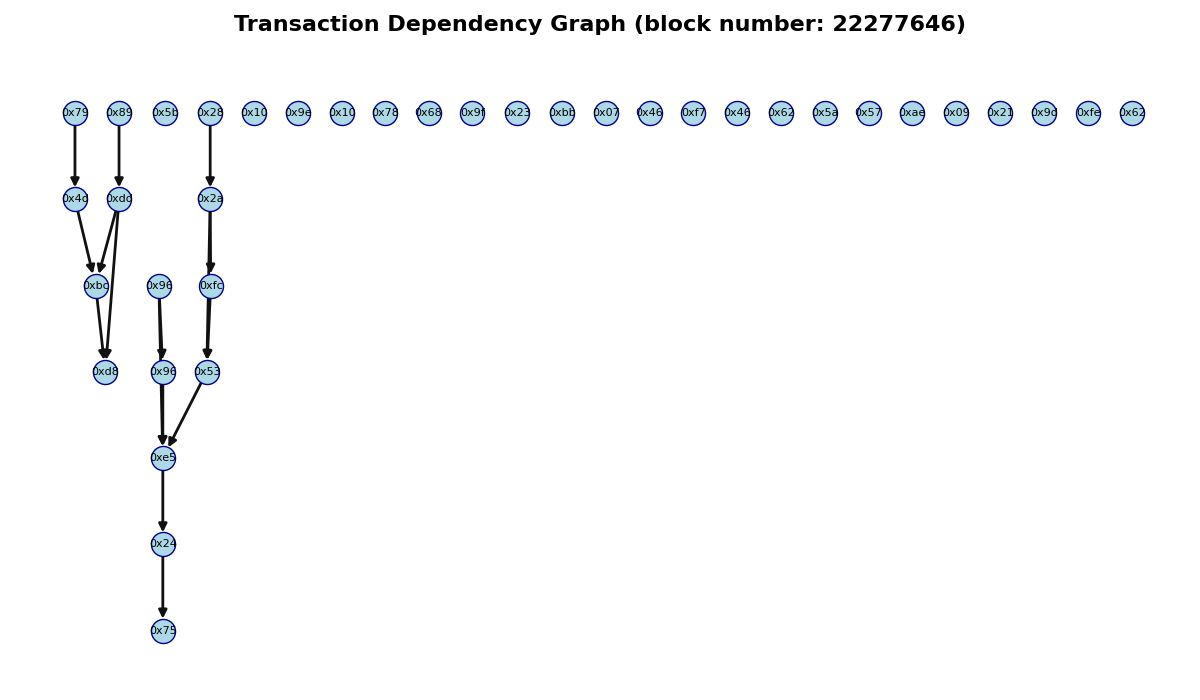 Transaction Dependency Graph (block number: 22277646)
0x79 0x89 0x5b 0x28 0x10 0x9e 0x10 0x78 0x68 0x9f 0x23 0xbb 0x07 0x46 0xf7 0x46 0x62 0x5a 0x57 0xae 0x09 0x21 0x9d 0xfe 0x62
0xdd 0x2a
0x96 0xfc
0xd8 0x96 0x53
0xe5
0x24
0x75